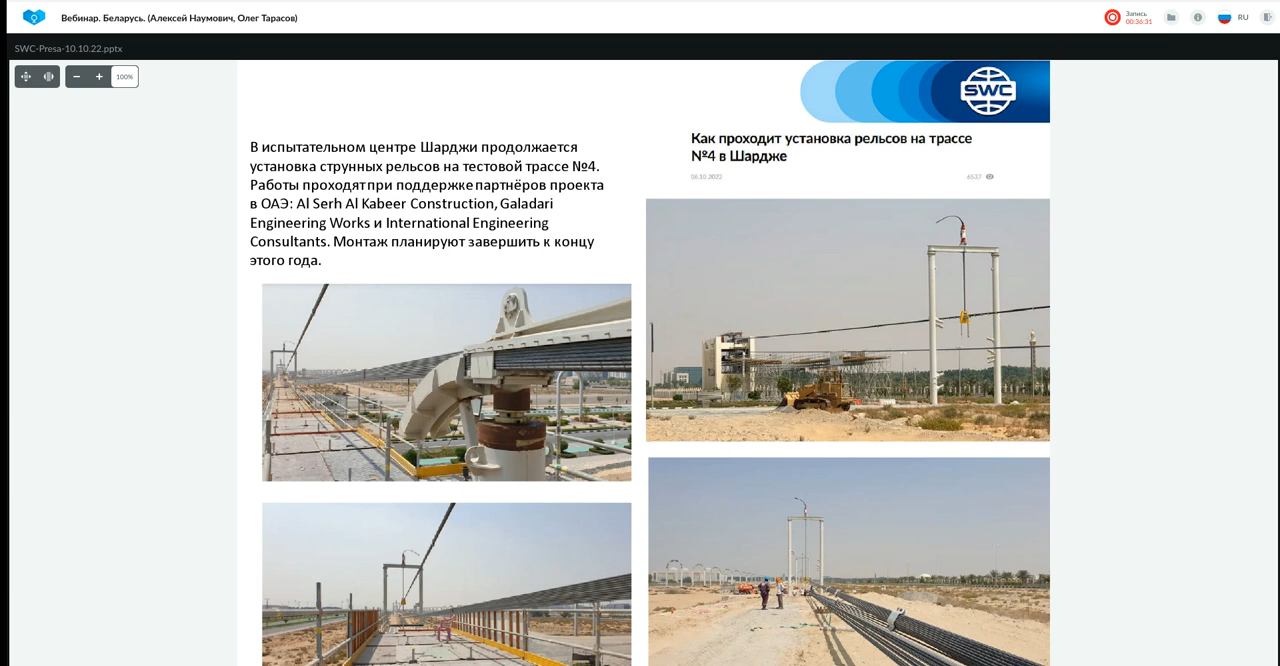 Вебинар. Беларусь. (Алексей Наумович, Олег Тарасов)
Запись
00:36:31
RU
SWC-Presa-10.10.22.pptx
100%
SWC
Как проходит установка рельсов на трассе
№4 в Шардже
06.10.2022
6537
В испытательном центре Шарджи продолжается
установка струнных рельсов на тестовой трассе №4.
Работы проходят при поддержке партнёров проекта
в ОАЭ: Al Serh Al Kabeer Construction, Galadari
Engineering Works и International Engineering
Consultants. Монтаж планируют завершить к концу
этого года.